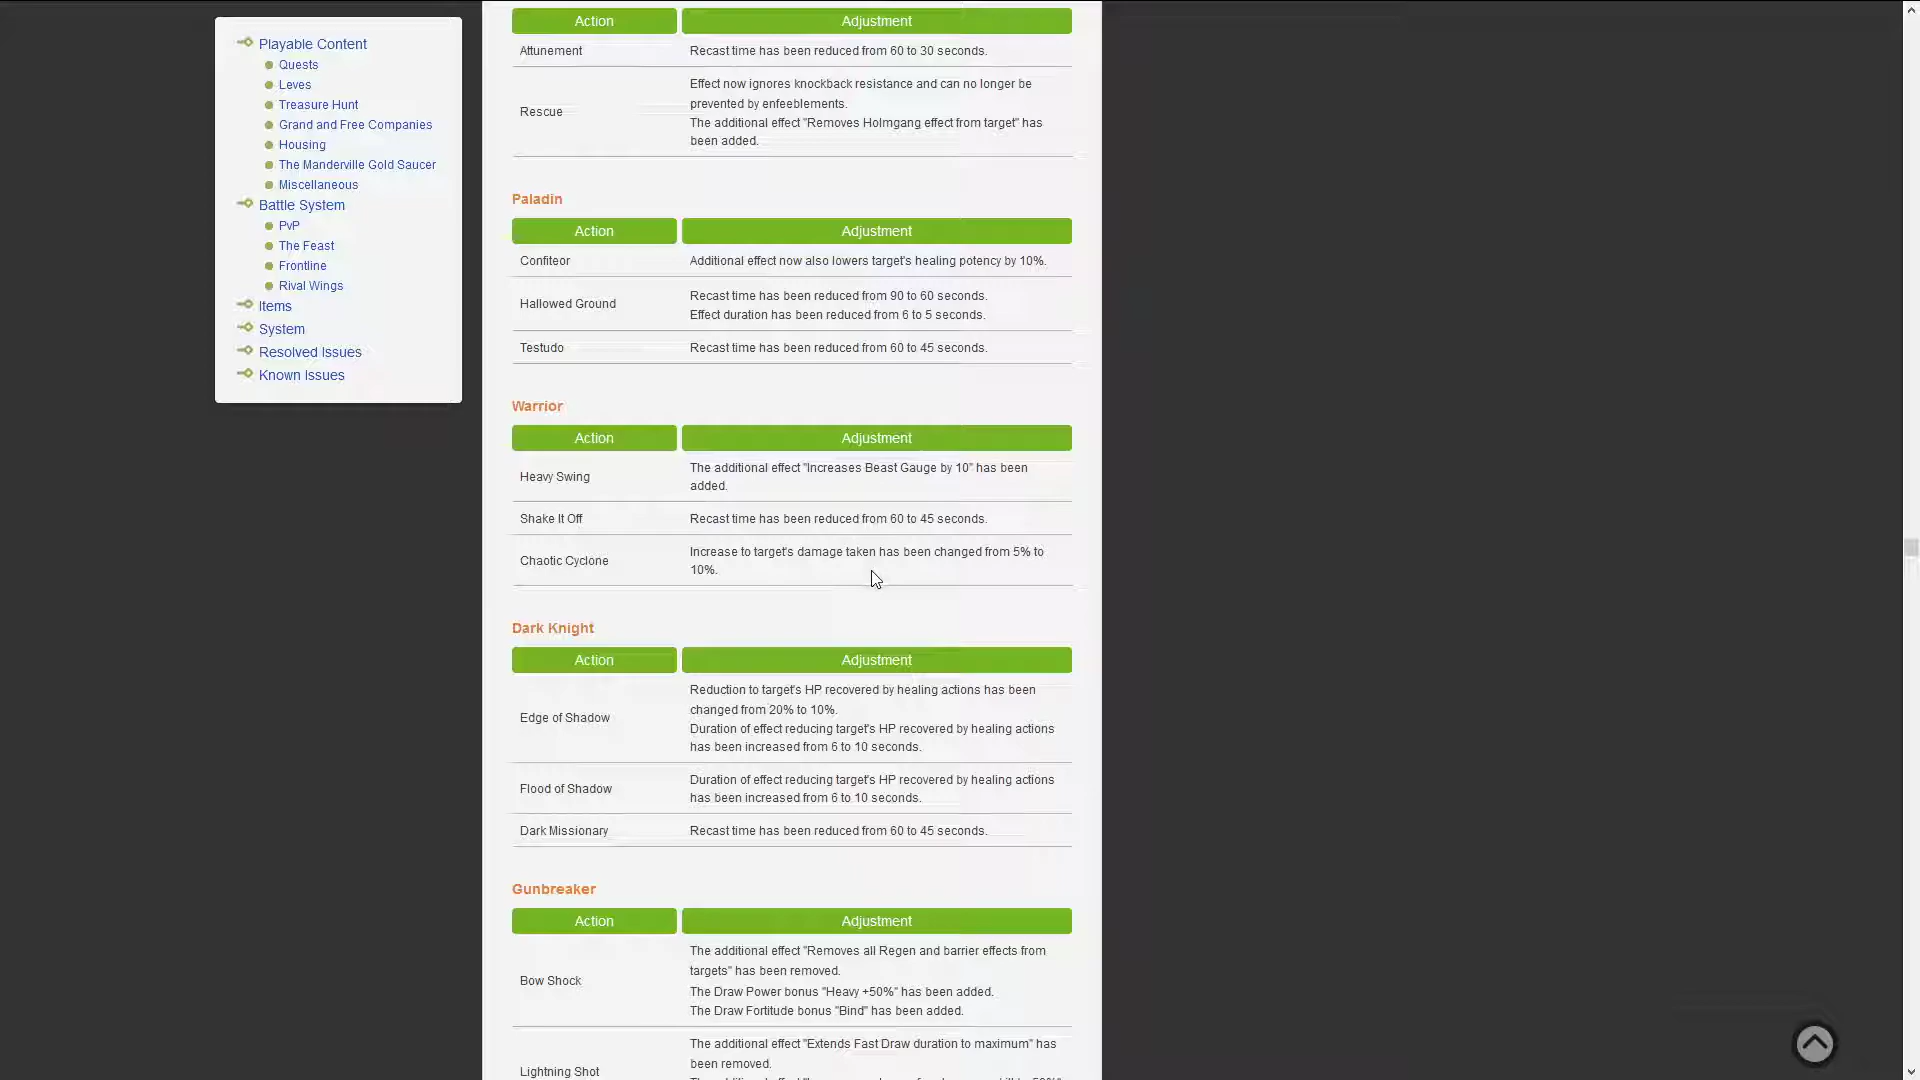 Playable Content
Quests
Leves
Treasure Hunt
Grand and Free Companies
Housing
The Manderville Gold Saucer
Miscellaneous
Battle System
PvP
The Feast
Frontline
Rival Wings
Items
System
Resolved Issues
Known Issues
Action Adjustment
Attunement Recast time has been reduced from 60 to 30 seconds.
Rescue
Effect now ignores knockback resistance and can no longer be
prevented by enfeeblements.
The additional effect "Removes Holmgang effect from target" has
been added.
Paladin
Action Adjustment
Confiteor Additional effect now also lowers target's healing potency by 10%.
Hallowed Ground
Recast time has been reduced from 90 to 60 seconds.
Effect duration has been reduced from 6 to 5 seconds.
Testudo Recast time has been reduced from 60 to 45 seconds.
Warrior
Action Adjustment
Heavy Swing
The additional effect "Increases Beast Gauge by 10" has been
added.
Shake It Off Recast time has been reduced from 60 to 45 seconds.
Chaotic Cyclone
Increase to target's damage taken has been changed from 5% to
10%.
Dark Knight
Action Adjustment
Edge of Shadow
Reduction to target's HP recovered by healing actions has been
changed from 20% to 10%.
Duration of effect reducing target's HP recovered by healing actions
has been increased from 6 to 10 seconds.
Flood of Shadow
Duration of effect reducing target's HP recovered by healing actions
has been increased from 6 to 10 seconds.
Dark Missionary Recast time has been reduced from 60 to 45 seconds.
Gunbreaker
Action Adjustment
Bow Shock
The additional effect "Removes all Regen and barrier effects from
targets" has been removed.
The Draw Power bonus "Heavy +50%" has been added.
The Draw Fortitude bonus "Bind" has been added.
Lightning Shot
The additional effect "Extends Fast Draw duration to maximum" has
been removed.